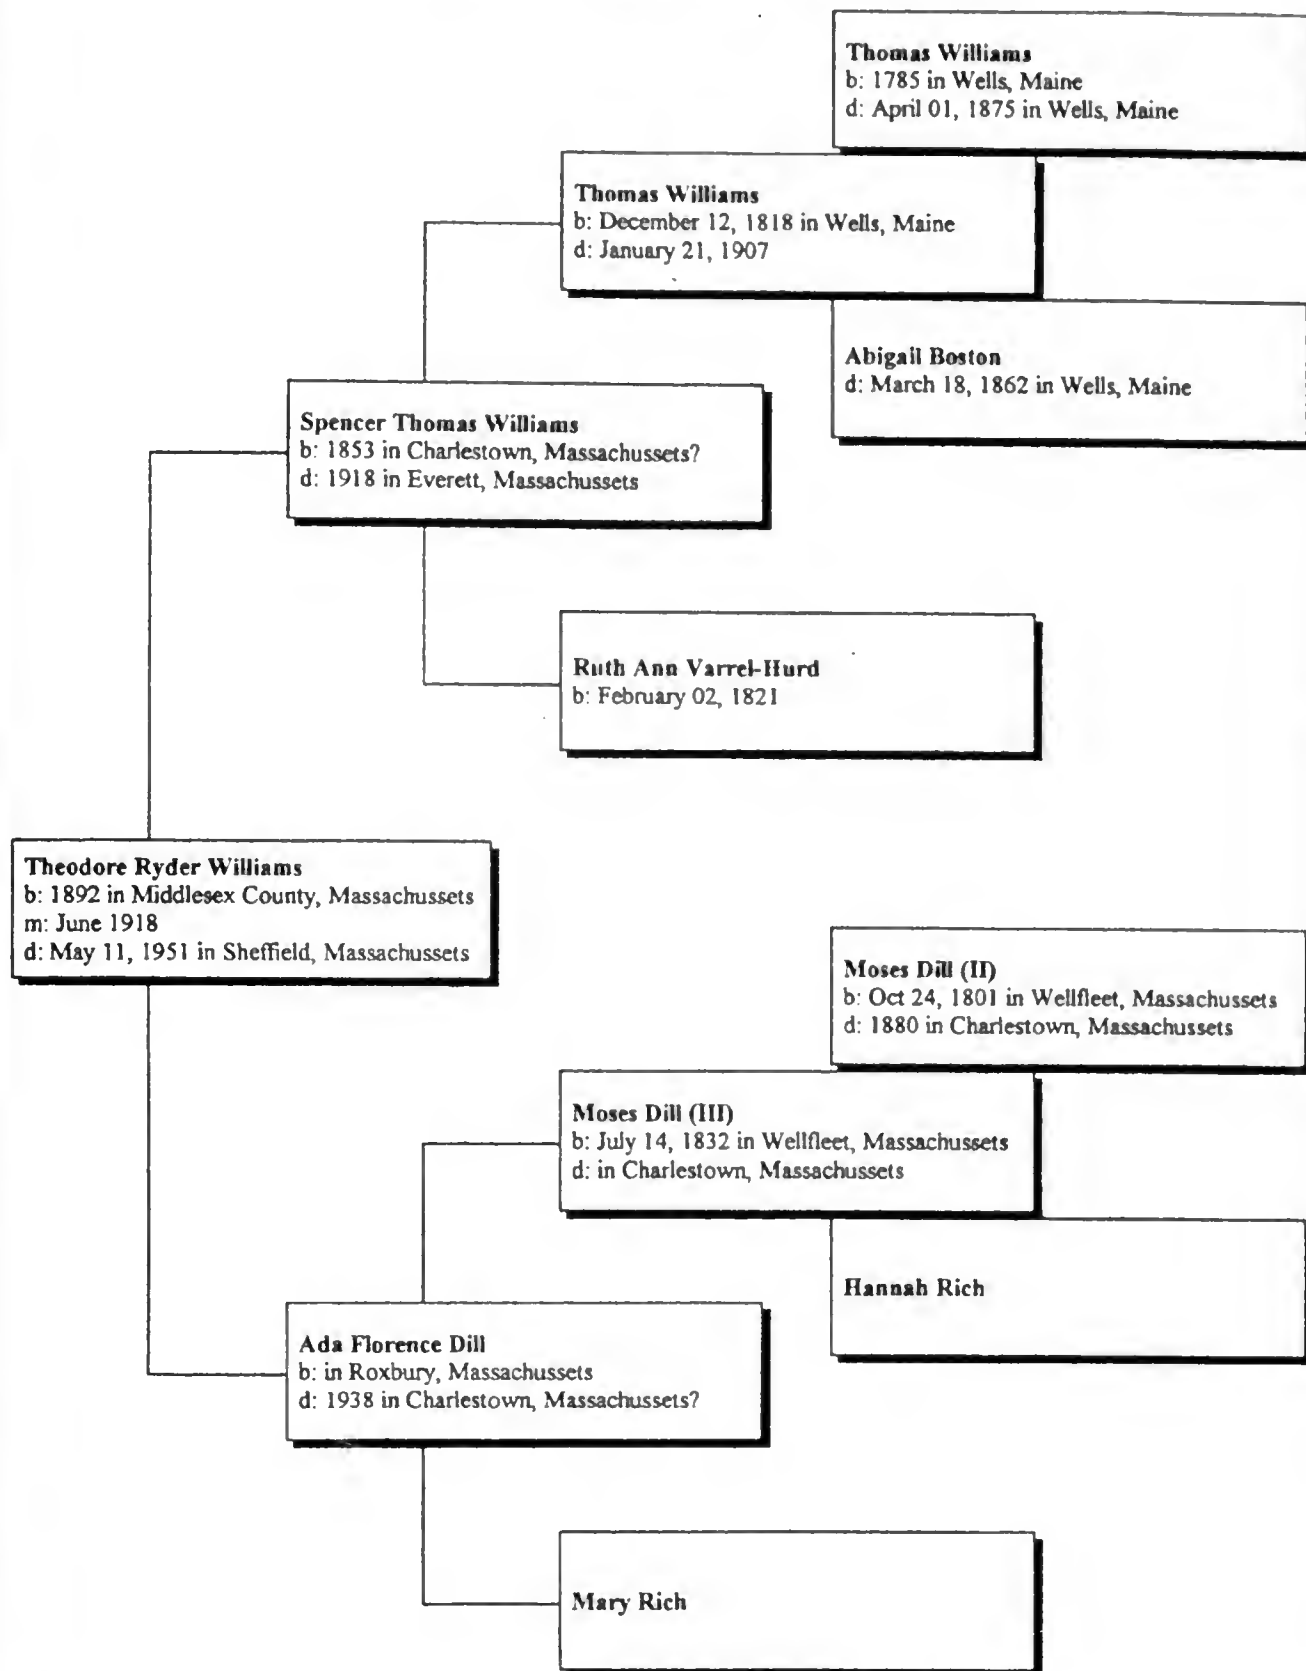 Thomas Williams
b: 1785 in Wells, Maine
d: April 01, 1875 in Wells, Maine
Thomas Williams
b: December 12, 1818 in Wells, Maine
d: January 21, 1907
Abigail Boston
d: March 18, 1862 in Wells, Maine
Spencer Thomas Williams
b: 1853 in Charlestown, Massachussets?
d: 1918 in Everett, Massachussets
Ruth Ann Varrel-Hurd
b: February 02, 1821
Theodore Ryder Williams
b: 1892 in Middlesex County, Massachussets
m: June 1918
d: May 11, 1951 in Sheffield, Massachussets
Moses Dill (II)
b: Oct 24, 1801 in Wellfleet, Massachussets
d: 1880 in Charlestown, Massachussets
Moses Dill (III)
b: July 14, 1832 in Wellfleet, Massachussets
d: in Charlestown, Massachussets
Hannah Rich
Ada Florence Dill
b: in Roxbury, Massachussets
d: 1938 in Charlestown, Massachussets?
Mary Rich